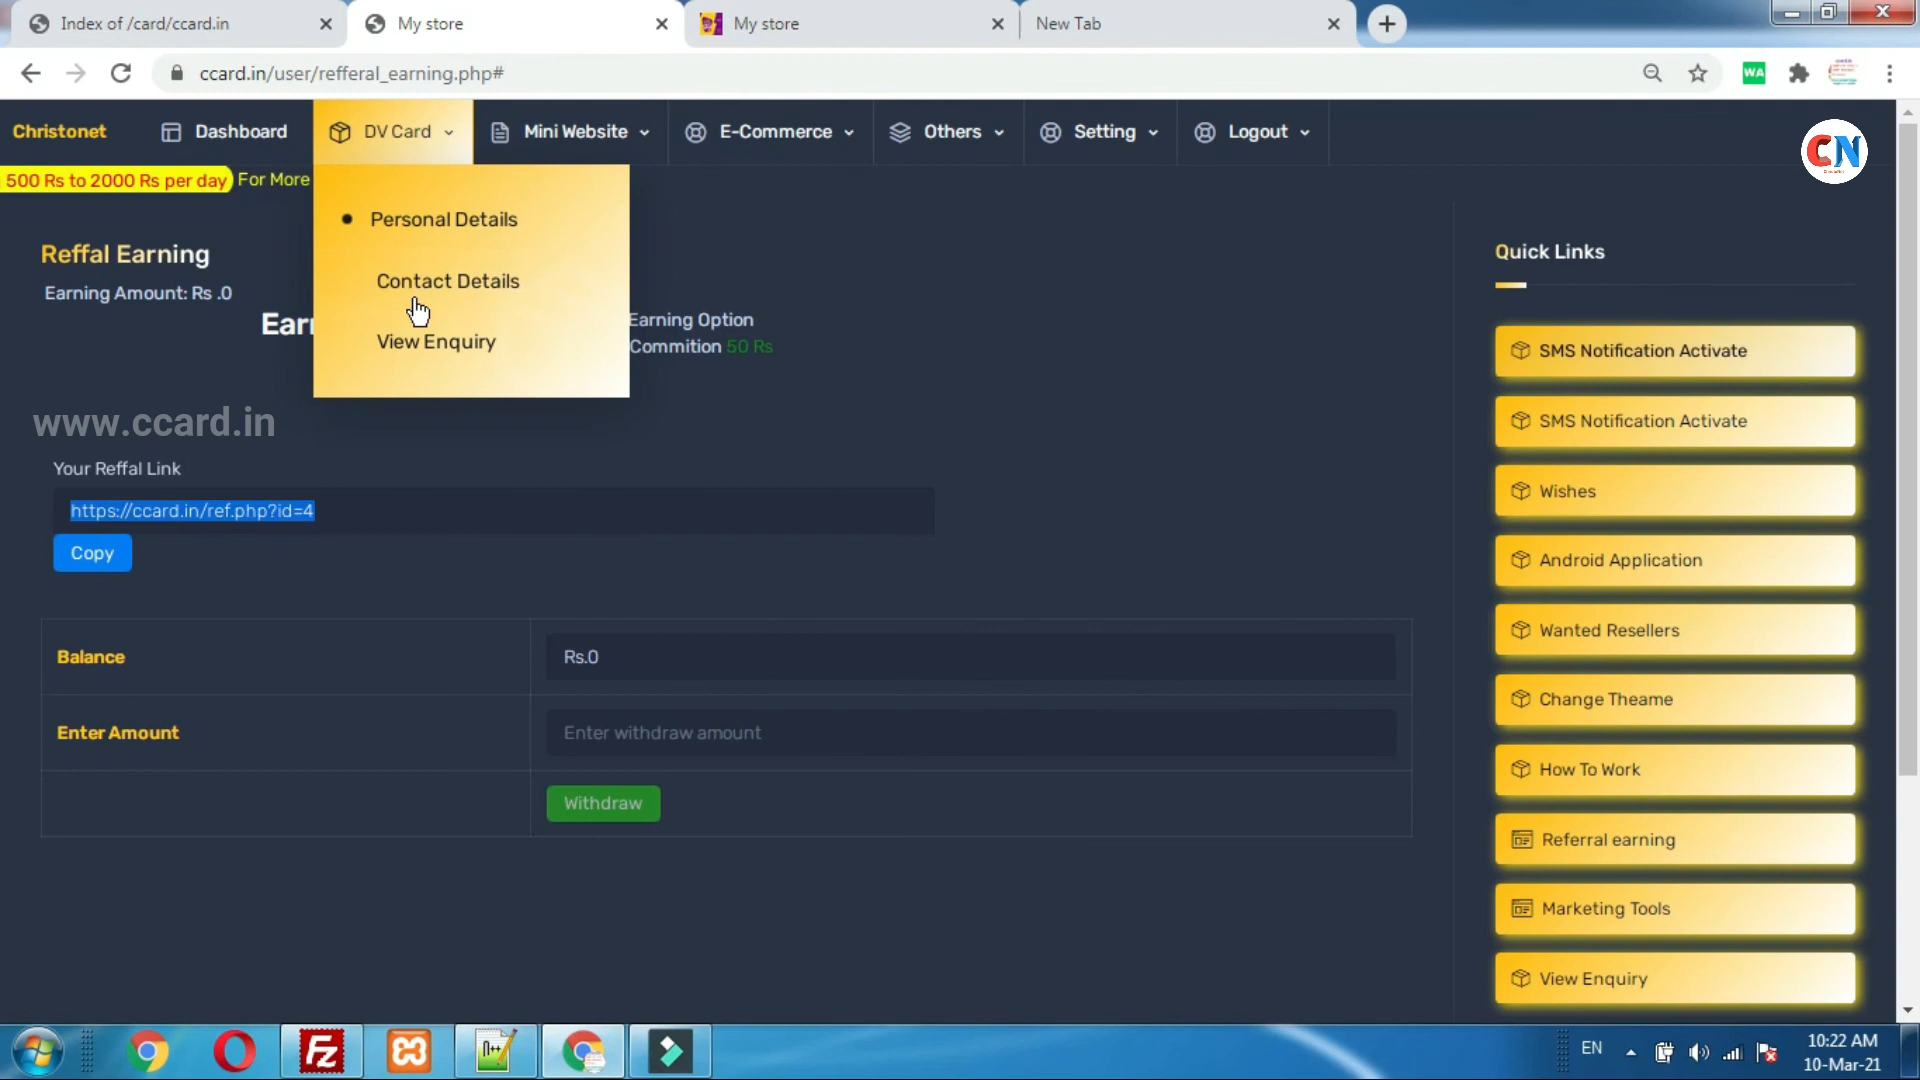 Index of /card/ccard.in
My store
My store
New Tab
ccard.in/user/refferal_earning.php#
WA
Christonet
Dashboard
DV Card
Mini Website
E-Commerce
Others
Setting
Logout
CN
500 Rs to 2000 Rs per day For More
Personal Details
Contact Details
View Enquiry
Reffal Earning
Earning Amount: Rs .0
Earning Option
Commition 50 Rs
www.ccard.in
Your Reffal Link
https://ccard.in/ref.php?id=4
Copy
Balance
Rs.0
Enter Amount
Enter withdraw amount
Withdraw
Quick Links
SMS Notification Activate
SMS Notification Activate
Wishes
Android Application
Wanted Resellers
Change Theame
How To Work
Referral earning
Marketing Tools
View Enquiry
EN
10:22 AM
10-Mar-21